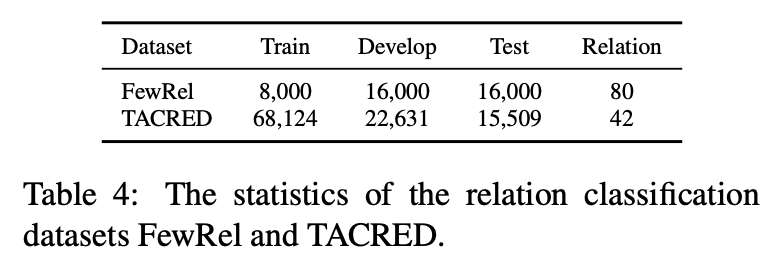 Dataset Train Develop Test Relation
FewRel 8,000 16,000 16,000 80
TACRED 68,124 22,631 15,509 42
Table 4: The statistics of the relation classification
datasets FewRel and TACRED.